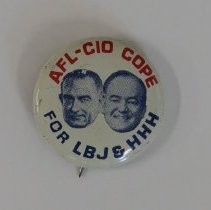 AFL-CIO COPE
FOR LBJ & HHH